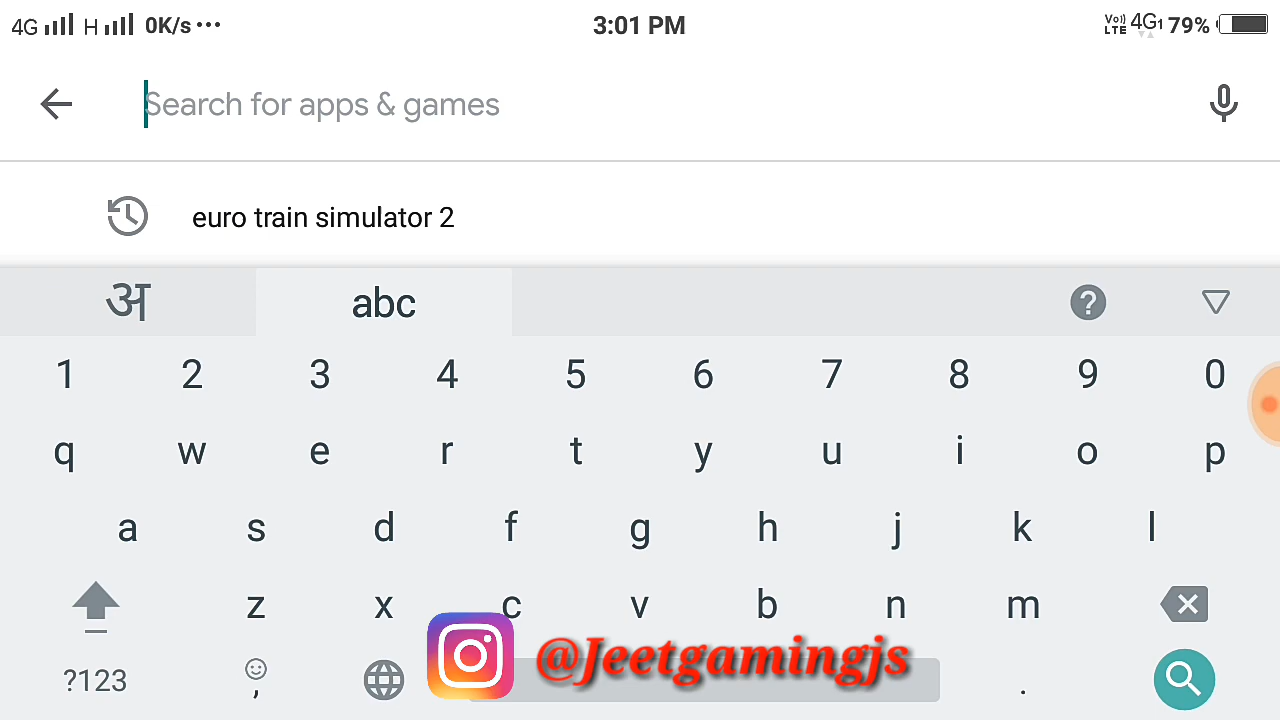 4G H 0K/s ··· 3:01 PM Vo)) LTE 4G1 79%
Search for apps & games
euro train simulator 2
अ abc ?
1 2 3 4 5 6 7 8 9 0
q w e r t y u i o p
a s d f g h j k l
z x c v b n m
?123 , @Jeetgamingjs .